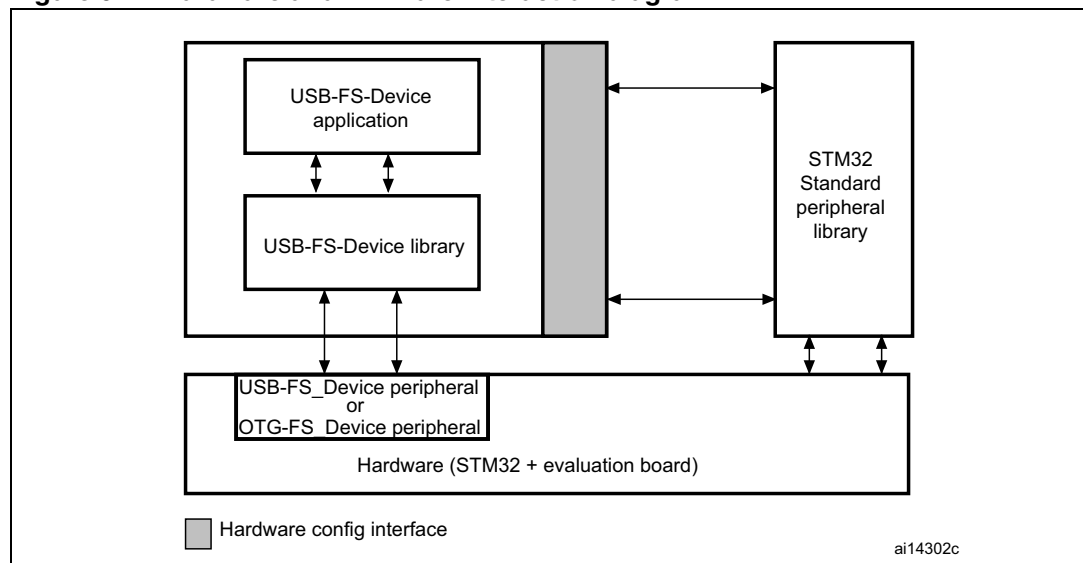 USB-FS-Device
application
USB-FS-Device library
STM32
Standard
peripheral
library
USB-FS_Device peripheral
or
OTG-FS_Device peripheral
Hardware (STM32 + evaluation board)
Hardware config interface
ai14302c